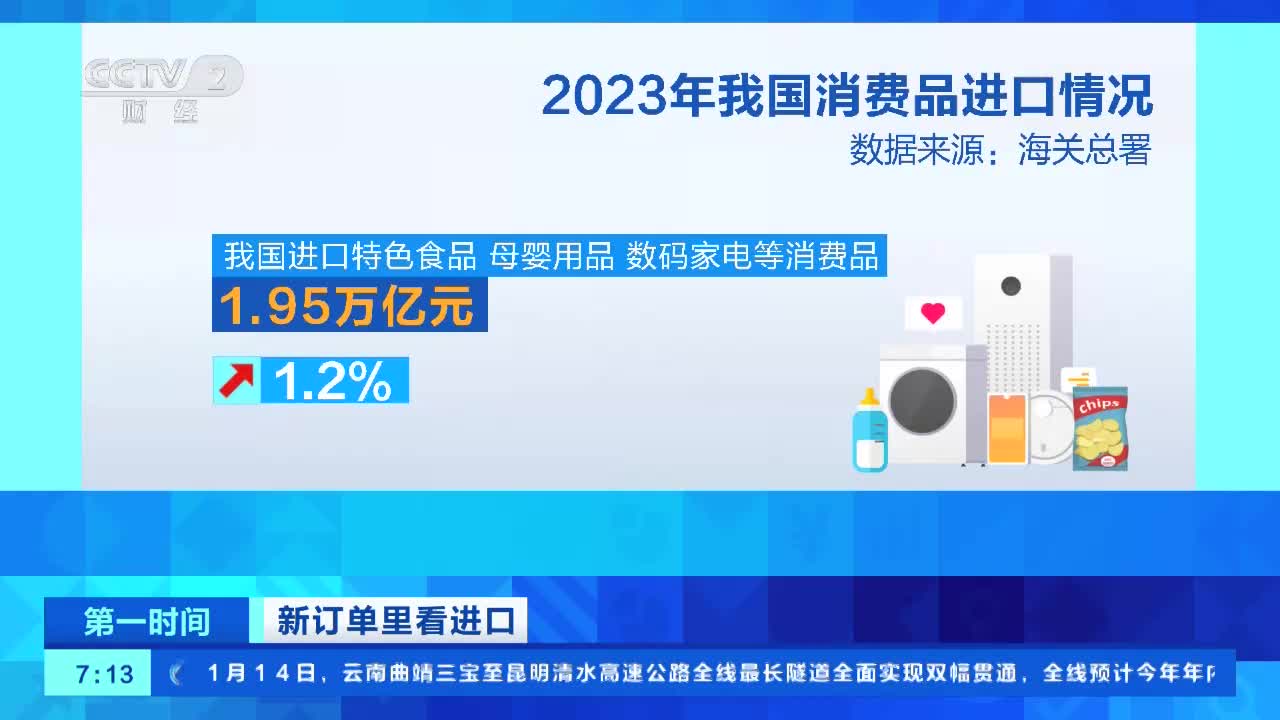 CCTV 2
财 经
2023年我国消费品进口情况
数据来源：海关总署
我国进口特色食品 母婴用品 数码家电等消费品
1.95万亿元
1.2%
chips
第一时间
新订单里看进口
7:13
1月14日，云南曲靖三宝至昆明清水高速公路全线最长隧道全面实现双幅贯通，全线预计今年年